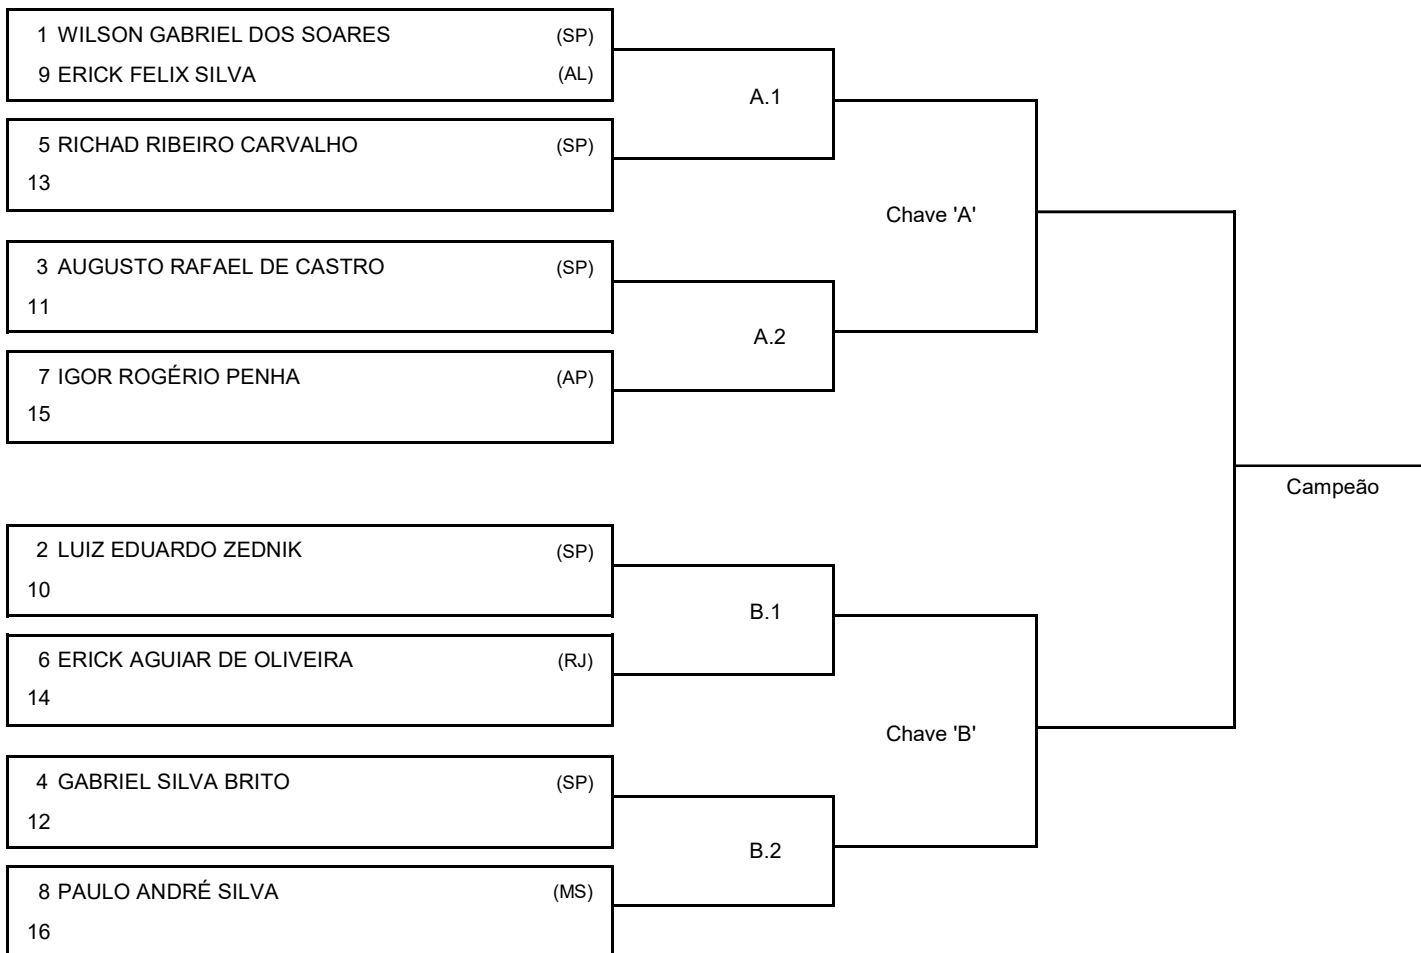 1 WILSON GABRIEL DOS SOARES (SP)
9 ERICK FELIX SILVA (AL)
A.1
5 RICHAD RIBEIRO CARVALHO (SP)
13
Chave 'A'
3 AUGUSTO RAFAEL DE CASTRO (SP)
11
A.2
7 IGOR ROGÉRIO PENHA (AP)
15
Campeão
2 LUIZ EDUARDO ZEDNIK (SP)
10
B.1
6 ERICK AGUIAR DE OLIVEIRA (RJ)
14
Chave 'B'
4 GABRIEL SILVA BRITO (SP)
12
B.2
8 PAULO ANDRÉ SILVA (MS)
16